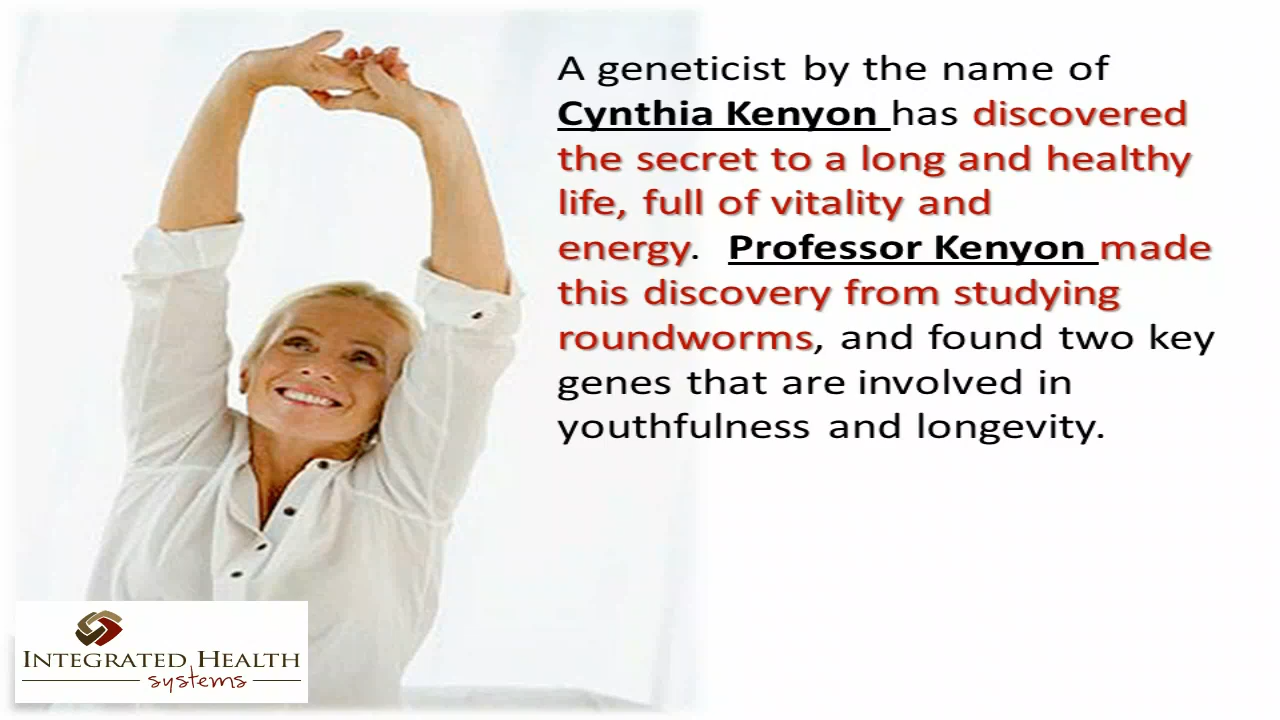 A geneticist by the name of
Cynthia Kenyon has discovered
the secret to a long and healthy
life, full of vitality and
energy. Professor Kenyon made
this discovery from studying
roundworms, and found two key
genes that are involved in
youthfulness and longevity.
INTEGRATED HEALTH
systems